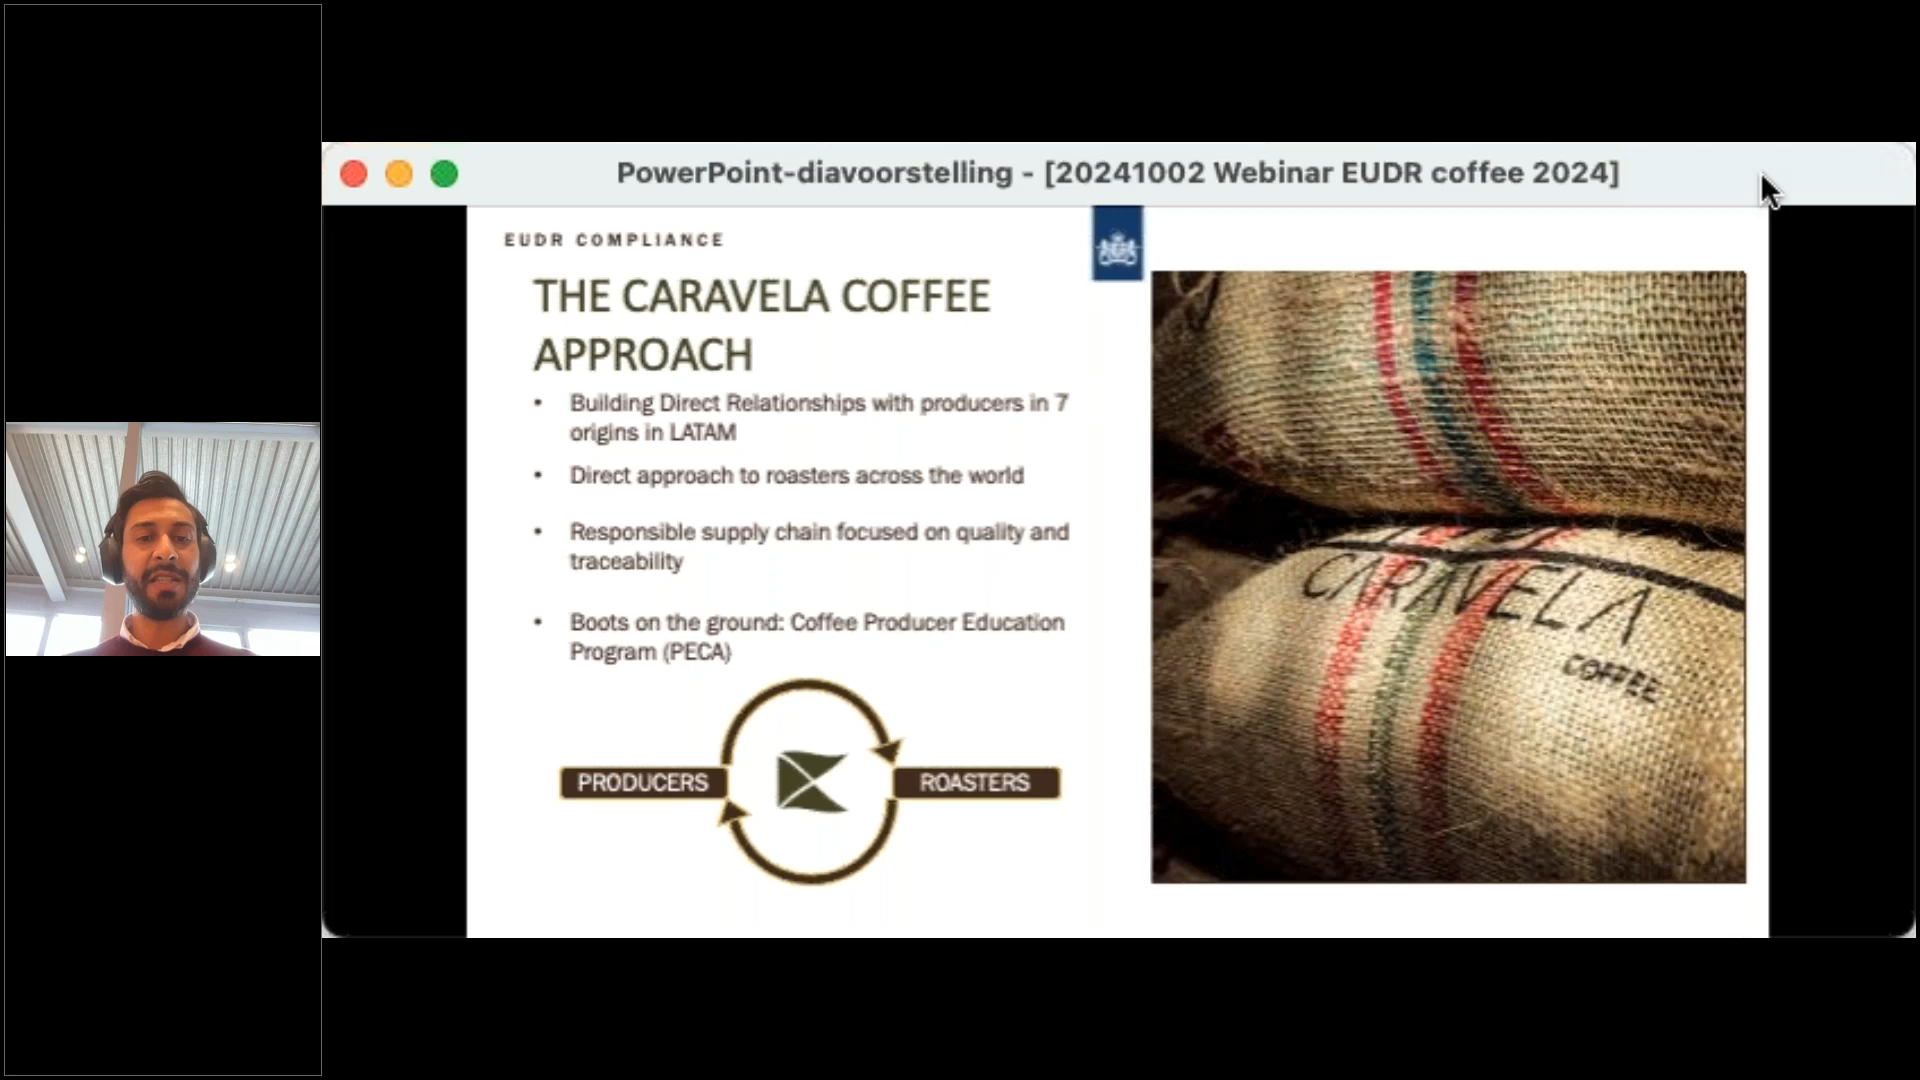 PowerPoint-diavoorstelling - [20241002 Webinar EUDR coffee 2024]
EUDR COMPLIANCE
THE CARAVELA COFFEE
APPROACH
• Building Direct Relationships with producers in 7
origins in LATAM
• Direct approach to roasters across the world
• Responsible supply chain focused on quality and
traceability
• Boots on the ground: Coffee Producer Education
Program (PECA)
PRODUCERS
ROASTERS
CARAVELA
COFFEE